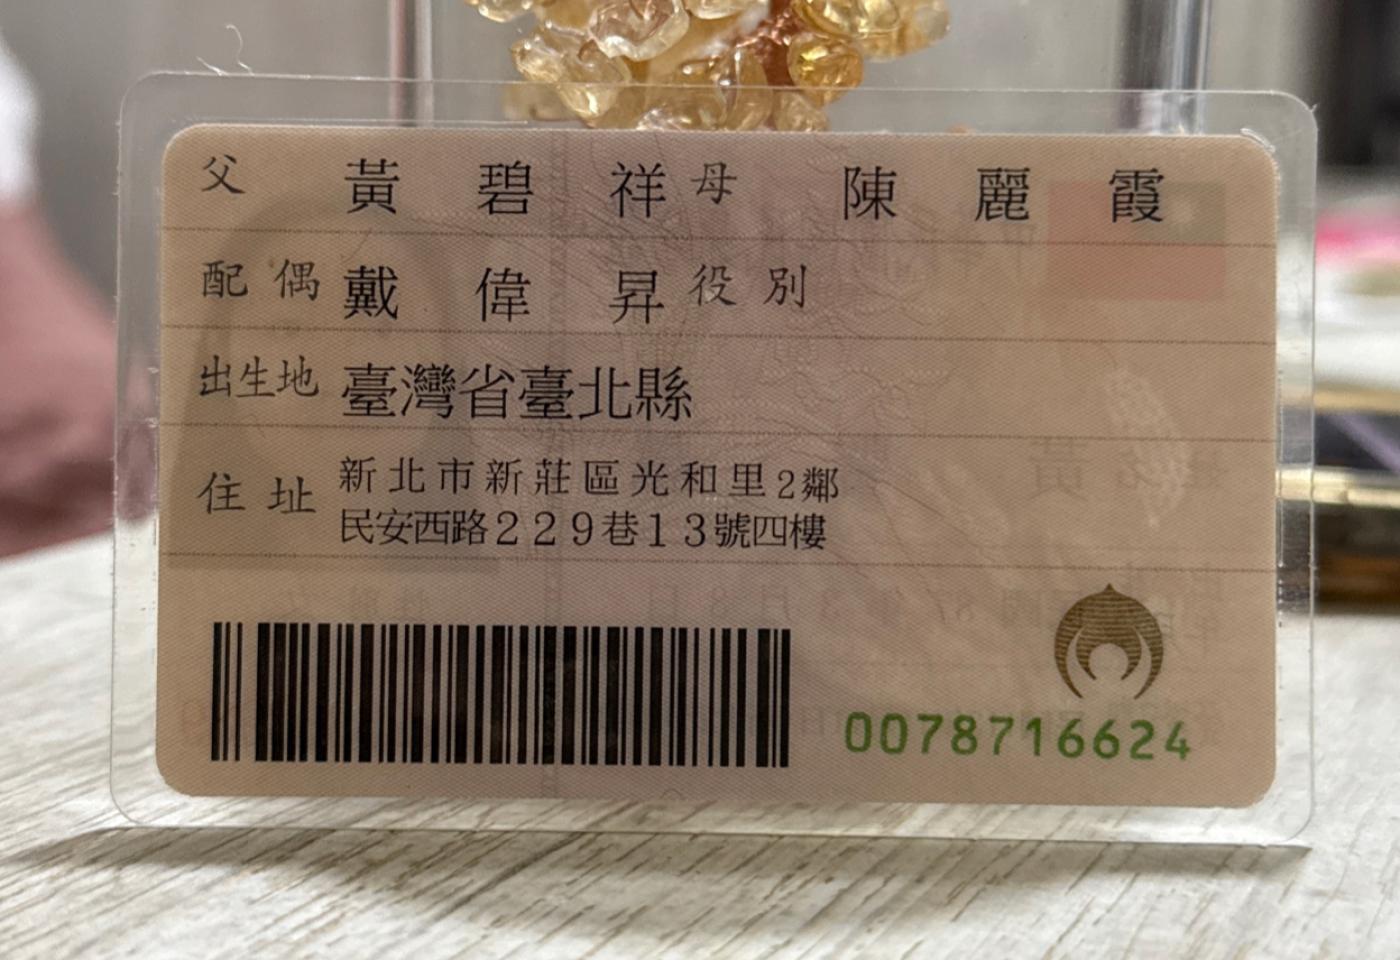 父 黃碧祥 母 陳麗霞
配偶 戴偉昇 役別
出生地 臺灣省臺北縣
住址 新北市新莊區光和里2鄰
民安西路229巷13號四樓
0078716624